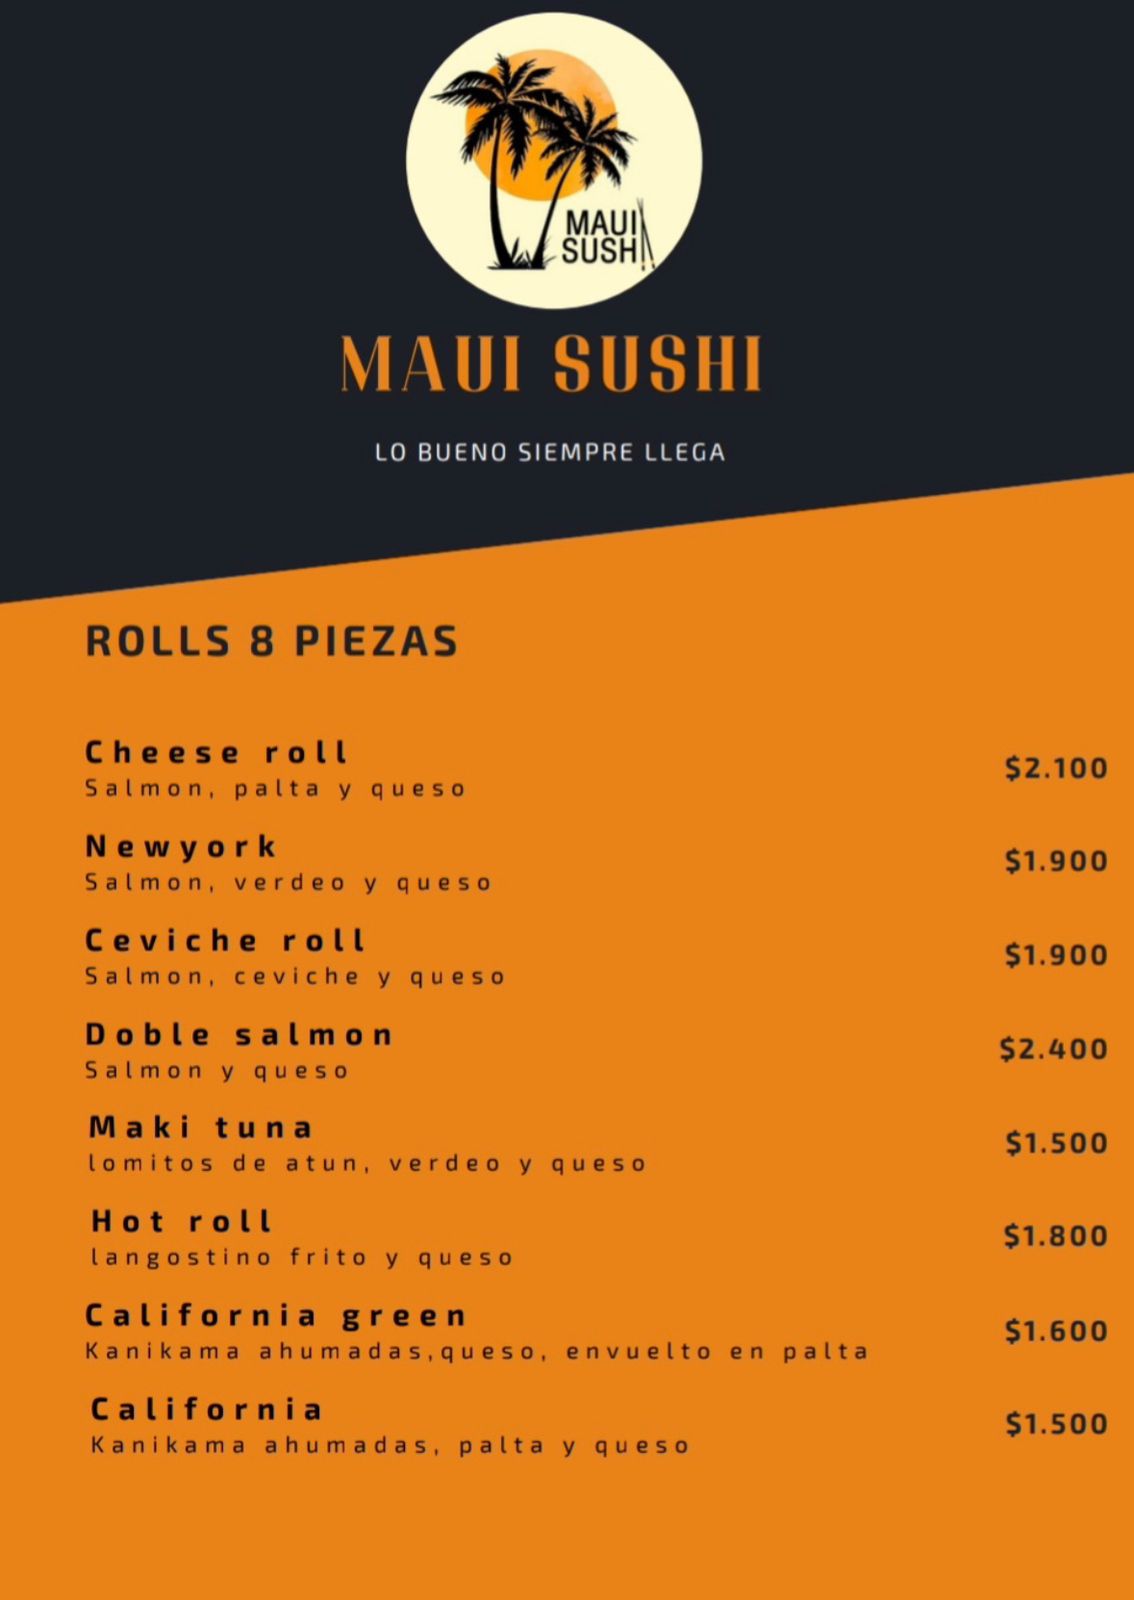 MAUI
SUSHI
MAUI SUSHI
LO BUENO SIEMPRE LLEGA
ROLLS 8 PIEZAS
Cheese roll
Salmon, palta y queso
$2.100
Newyork
Salmon, verdeo y queso
$1.900
Ceviche roll
Salmon, ceviche y queso
$1.900
Doble salmon
Salmon y queso
$2.400
Maki tuna
lomitos de atun, verdeo y queso
$1.500
Hot roll
langostino frito y queso
$1.800
California green
Kanikama ahumadas,queso, envuelto en palta
$1.600
California
Kanikama ahumadas, palta y queso
$1.500